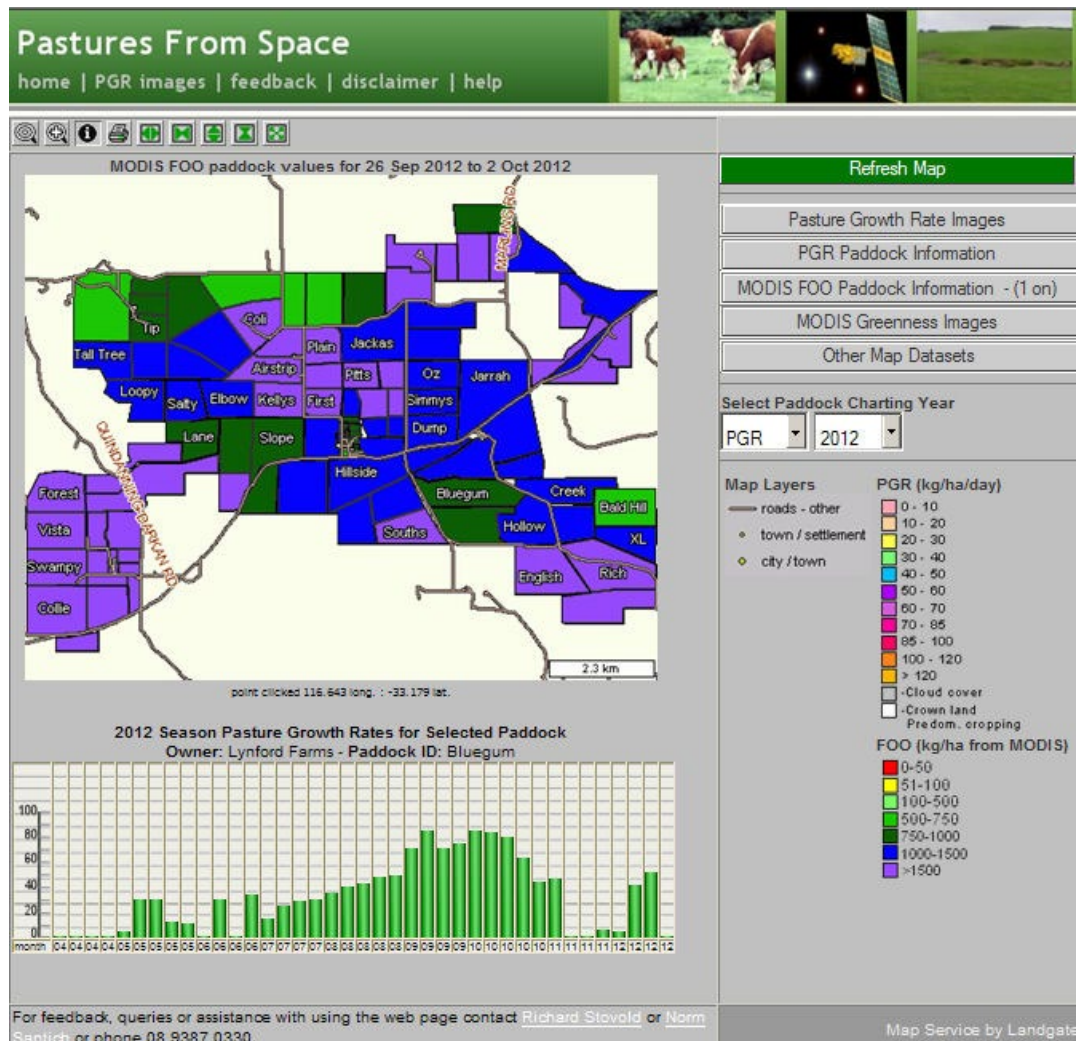 Pastures From Space
home | PGR images | feedback | disclaimer | help
MODIS FOO paddock values for 26 Sep 2012 to 2 Oct 2012
Refresh Map
Pasture Growth Rate Images
PGR Paddock Information
MODIS FOO Paddock Information - (1 on)
MODIS Greenness Images
Other Map Datasets
Select Paddock Charting Year
PGR 2012
Map Layers
roads - other
town / settlement
city / town
PGR (kg/ha/day)
0 - 10
10 - 20
20 - 30
30 - 40
40 - 50
50 - 60
60 - 70
70 - 85
85 - 100
100 - 120
> 120
-Cloud cover
-Crown land
Predom. cropping
FOO (kg/ha from MODIS)
0-50
51-100
100-500
500-750
750-1000
1000-1500
>1500
MARLING RD
Tip
Coli
Tall Tree
Plain
Jackas
Airstrip
Pitts
Oz
Jarrah
Loopy
Salty
Elbow
Kellys
First
Simmys
Lane
Slope
Dump
QUINDANNING DARKAN RD
Hillside
Forest
Bluegum
Creek
Bald Hill
Vista
Souths
Hollow
XL
Swampy
English
Rich
Collie
2.3 km
point clicked 116.643 long. : -33.179 lat.
2012 Season Pasture Growth Rates for Selected Paddock
Owner: Lynford Farms - Paddock ID: Bluegum
100
80
60
40
20
0
month 04 04 04 04 05 05 05 05 05 06 06 06 06 07 07 07 07 08 08 08 08 08 09 09 09 09 10 10 10 10 10 11 11 11 11 12 12 12 12
For feedback, queries or assistance with using the web page contact Richard Stovold or Norm
Santich or phone 08 9387 0330
Map Service by Landgate